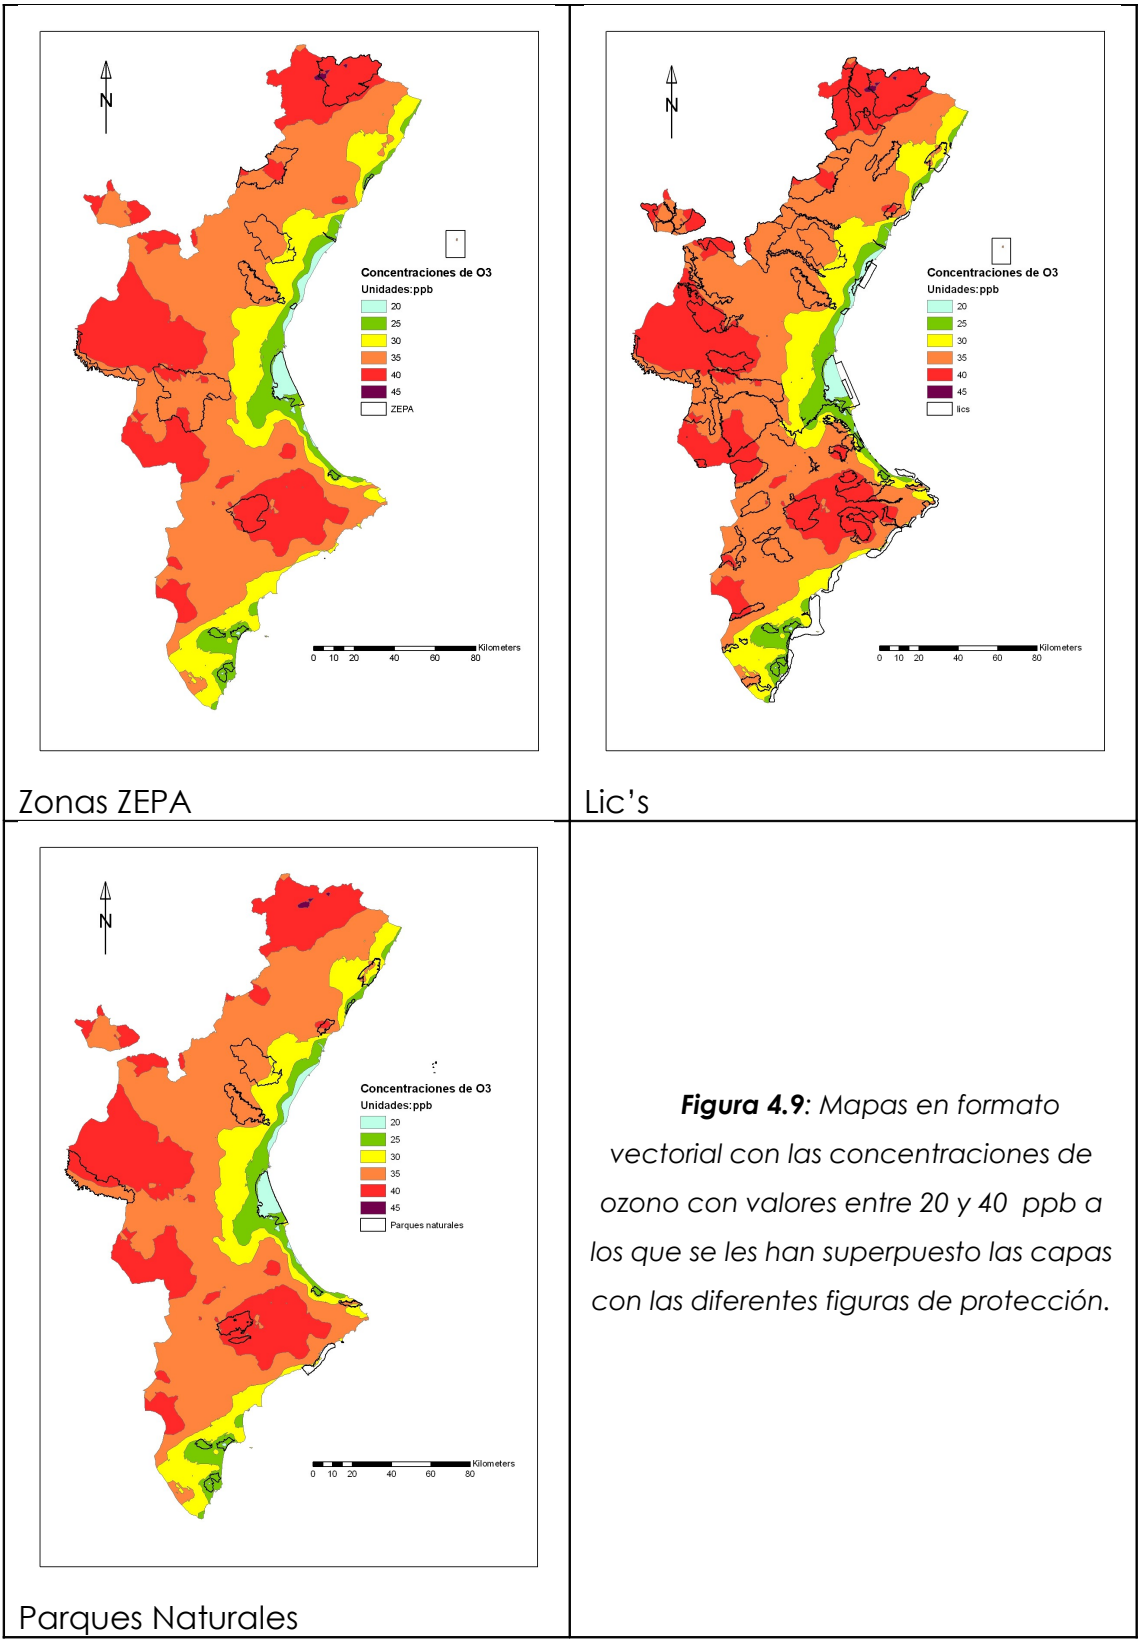 N
Concentraciones de O3
Unidades:ppb
20
25
30
35
40
45
ZEPA
Kilometers
0 10 20 40 60 80
Zonas ZEPA
N
Concentraciones de O3
Unidades:ppb
20
25
30
35
40
45
lics
Kilometers
0 10 20 40 60 80
Lic's
N
Concentraciones de O3
Unidades:ppb
20
25
30
35
40
45
Parques naturales
Kilometers
0 10 20 40 60 80
Parques Naturales
Figura 4.9: Mapas en formato
vectorial con las concentraciones de
ozono con valores entre 20 y 40 ppb a
los que se les han superpuesto las capas
con las diferentes figuras de protección.